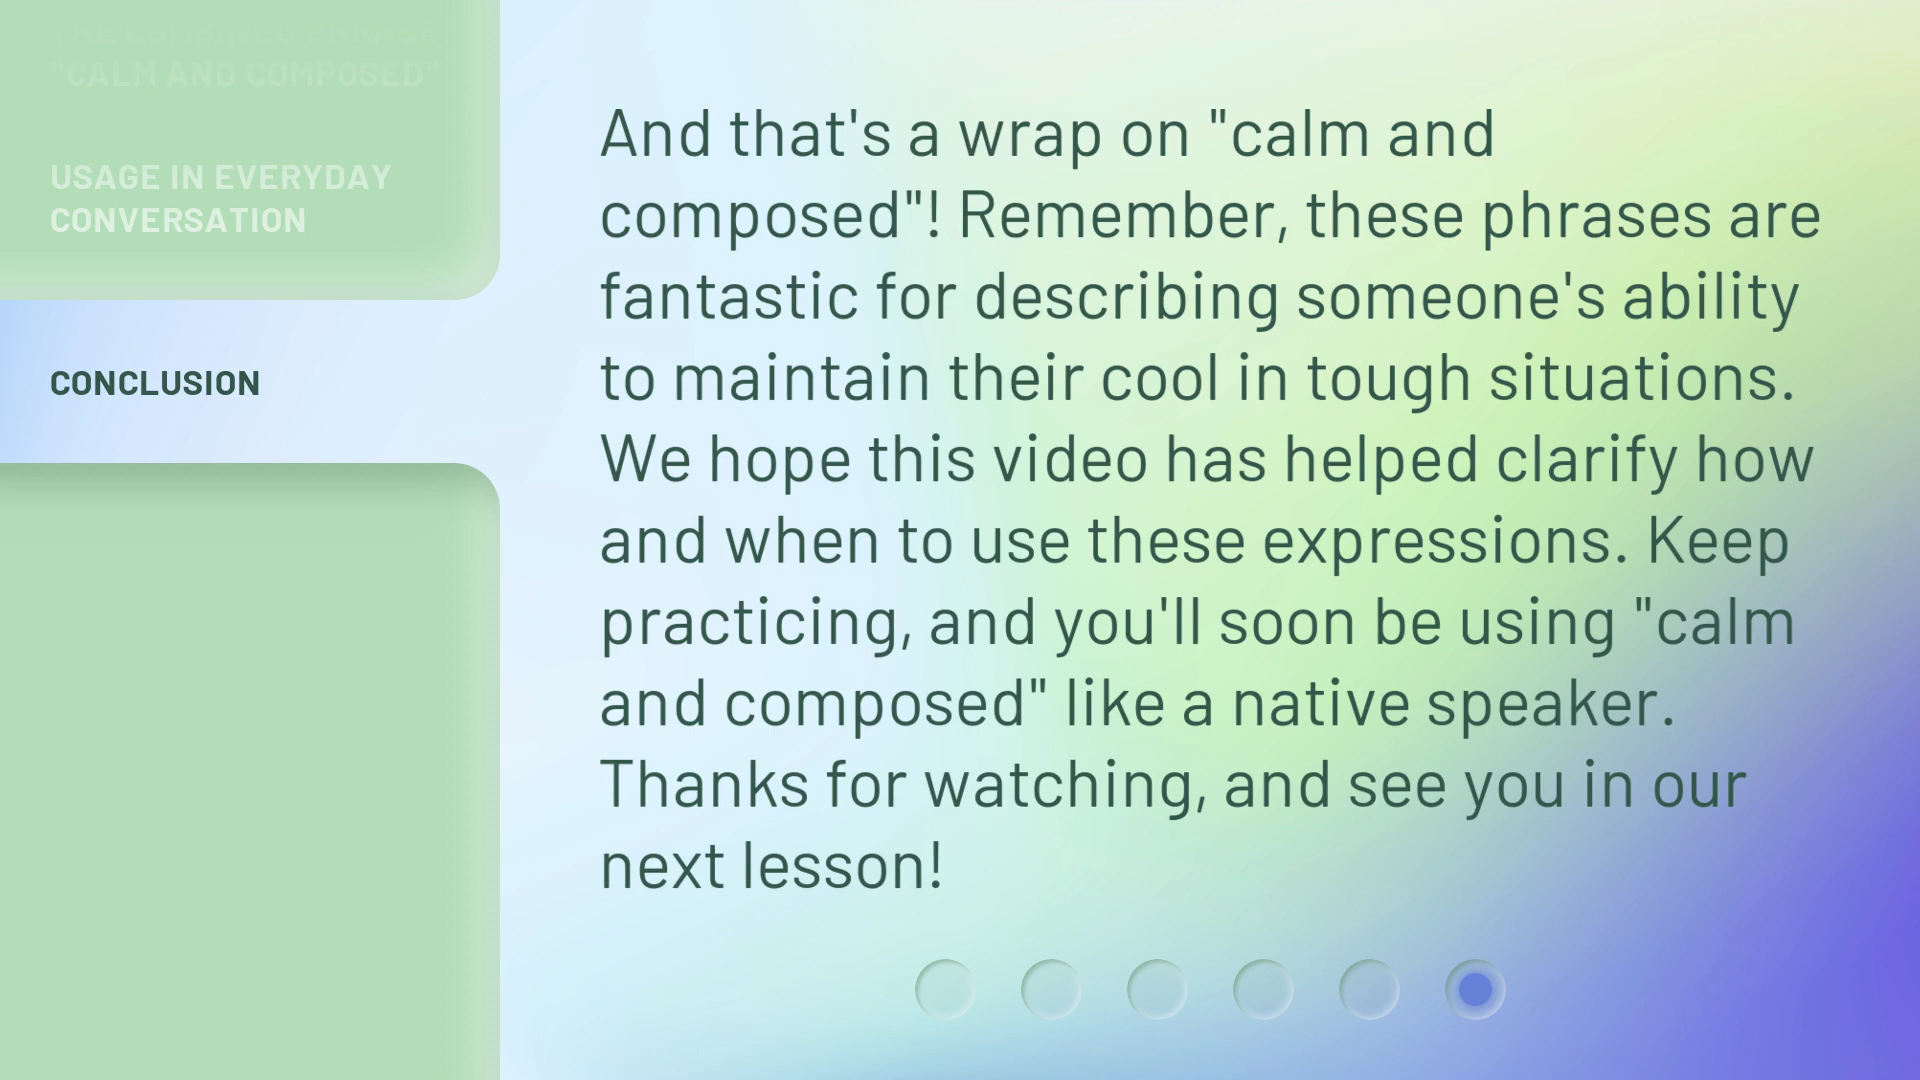 "CALM AND COMPOSED"
USAGE IN EVERYDAY
CONVERSATION
CONCLUSION
And that's a wrap on "calm and
composed"! Remember, these phrases are
fantastic for describing someone's ability
to maintain their cool in tough situations.
We hope this video has helped clarify how
and when to use these expressions. Keep
practicing, and you'll soon be using "calm
and composed" like a native speaker.
Thanks for watching, and see you in our
next lesson!